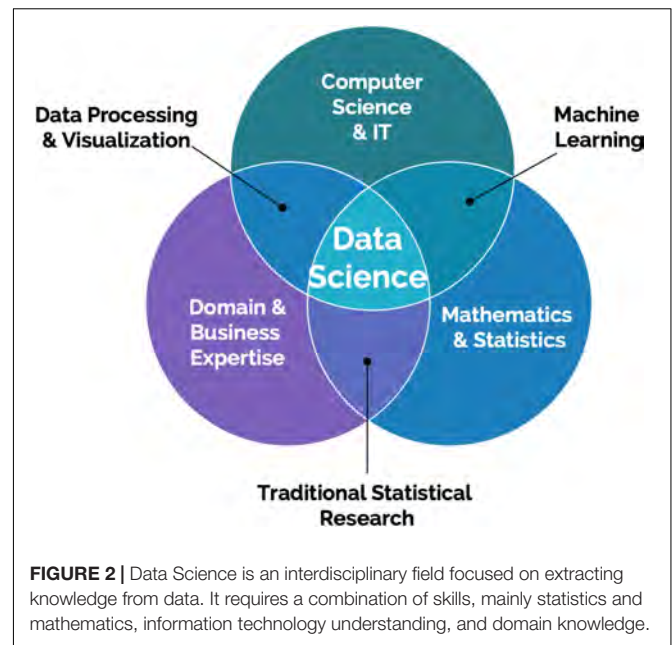 Computer
Science
& IT
Data Processing
& Visualization
Machine
Learning
Data
Science
Domain &
Business
Expertise
Mathematics
& Statistics
Traditional Statistical
Research
FIGURE 2 | Data Science is an interdisciplinary field focused on extracting
knowledge from data. It requires a combination of skills, mainly statistics and
mathematics, information technology understanding, and domain knowledge.